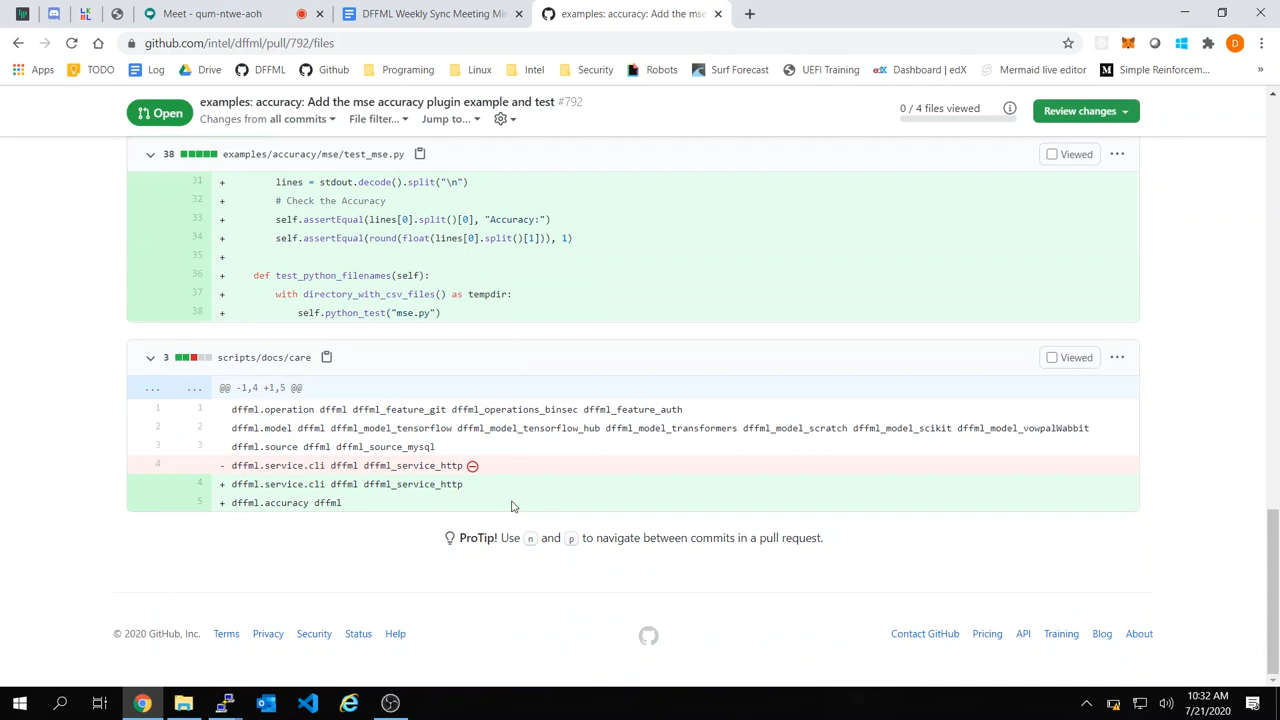 Meet - qum-ntwe-aoh
DFFML Weekly Sync Meeting Mi
examples: accuracy: Add the mse
github.com/intel/dffml/pull/792/files
D
Apps TODO Log Drive DFFML Github Programing Linux Intel Security Robots Surf Forecast UEFI Training Dashboard | edX Mermaid live editor Simple Reinforcem...
Open
examples: accuracy: Add the mse accuracy plugin example and test #792
Changes from all commits File filter... Jump to...
0 / 4 files viewed
Review changes
38 examples/accuracy/mse/test_mse.py
Viewed
31 + lines = stdout.decode().split("\n")
32 + # Check the Accuracy
33 + self.assertEqual(lines[0].split()[0], "Accuracy:")
34 + self.assertEqual(round(float(lines[0].split()[1])), 1)
35 +
36 + def test_python_filenames(self):
37 + with directory_with_csv_files() as tempdir:
38 + self.python_test("mse.py")
3 scripts/docs/care
Viewed
... ... @@ -1,4 +1,5 @@
1 1 dffml.operation dffml dffml_feature_git dffml_operations_binsec dffml_feature_auth
2 2 dffml.model dffml dffml_model_tensorflow dffml_model_tensorflow_hub dffml_model_transformers dffml_model_scratch dffml_model_scikit dffml_model_vowpalWabbit
3 3 dffml.source dffml dffml_source_mysql
4 - dffml.service.cli dffml dffml_service_http
4 + dffml.service.cli dffml dffml_service_http
5 + dffml.accuracy dffml
ProTip! Use n and p to navigate between commits in a pull request.
© 2020 GitHub, Inc. Terms Privacy Security Status Help
Contact GitHub Pricing API Training Blog About
10:32 AM
7/21/2020